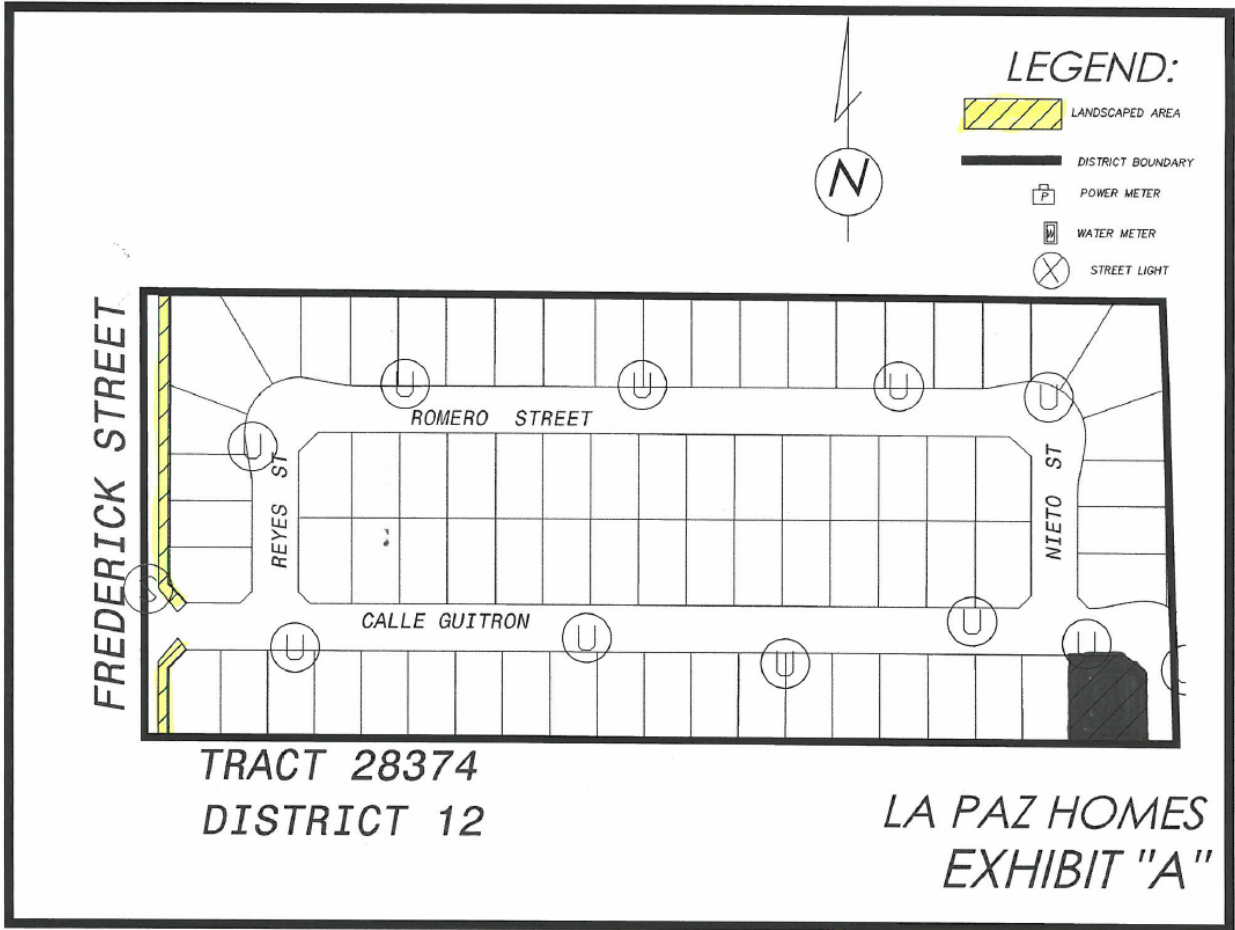 LEGEND:
LANDSCAPED AREA
DISTRICT BOUNDARY
P
POWER METER
W
WATER METER
STREET LIGHT
N
FREDERICK STREET
U
U
U
U
U
ROMERO STREET
REYES ST
NIETO ST
CALLE GUITRON
U
U
U
U
U
TRACT 28374
DISTRICT 12
LA PAZ HOMES
EXHIBIT "A"